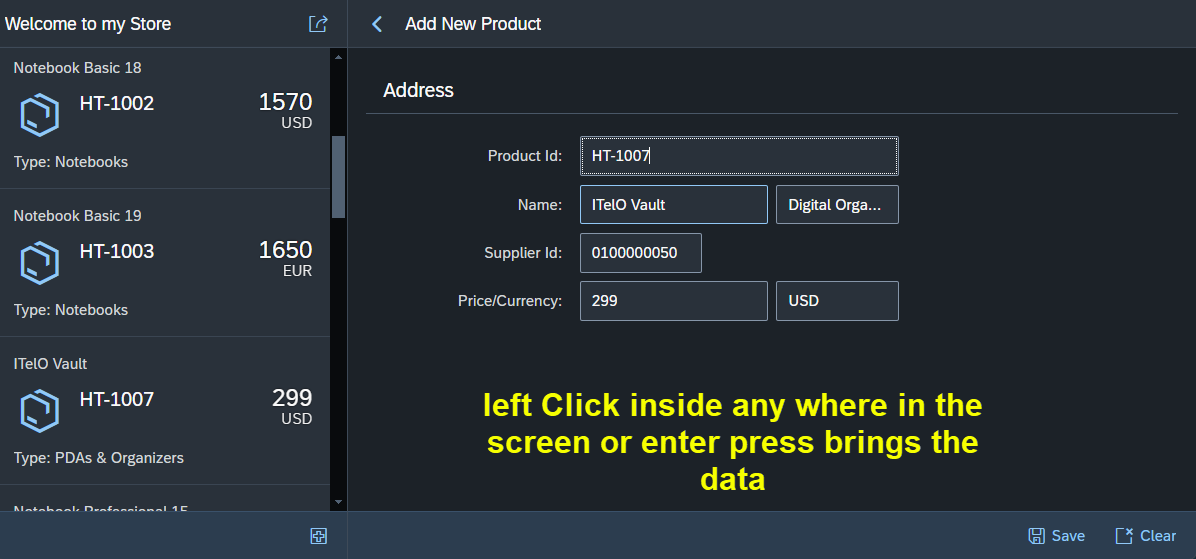 Welcome to my Store
Notebook Basic 18
HT-1002
1570
USD
Type: Notebooks
Notebook Basic 19
HT-1003
1650
EUR
Type: Notebooks
ITelO Vault
HT-1007
299
USD
Type: PDAs & Organizers
Notebook Professional 15
Add New Product
Address
Product Id: HT-1007
Name: ITelO Vault Digital Orga...
Supplier Id: 0100000050
Price/Currency: 299 USD
left Click inside any where in the
screen or enter press brings the
data
Save Clear